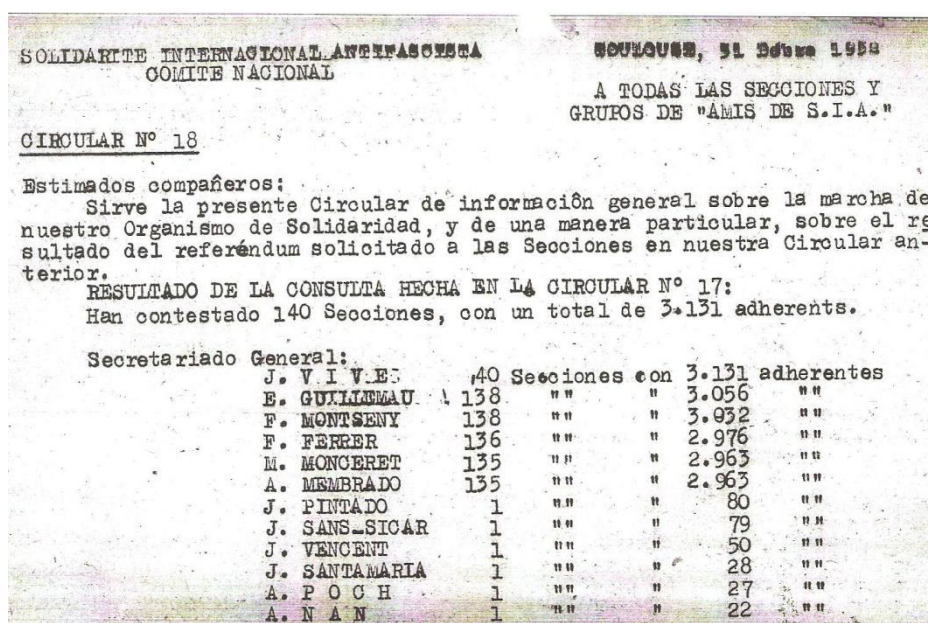 SOLIDARITE INTERNACIONAL ANTIFASCISTA
COMITE NACIONAL
TOULOUSE, 31
A TODAS LAS SECCIONES Y
GRUPOS DE "AMIS DE S.I.A."
CIRCULAR Nº 18
Estimados compañeros:
Sirve la presente Circular de informaciôn general sobre la marcha de
nuestro Organismo de Solidaridad, y de una manera particular, sobre el re
sultado del referéndum solicitado a las Secciones en nuestra Circular an-
terior.
RESULTADO DE LA CONSULTA HECHA EN LA CIRCULAR Nº 17:
Han contestado 140 Secciones, con un total de 3.131 adherents.
Secretariado General:
J. V I V E S 40 Secciones con 3.131 adherentes
E. GUILLEMAU 138 "" " 3.056 ""
F. MONTSENY 138 "" " 3.032 ""
F. FERRER 136 "" " 2.976 ""
M. MONCERET 135 "" " 2.963 ""
A. MEMBRADO 135 "" " 2.963 ""
J. PINTADO 1 "" " 80 ""
J. SANS-SICAR 1 "" " 79 ""
J. VENCENT 1 "" " 50 ""
J. SANTAMARIA 1 "" " 28 ""
A. P O C H 1 "" " 27 ""
A. N A N 1 "" " 22 ""